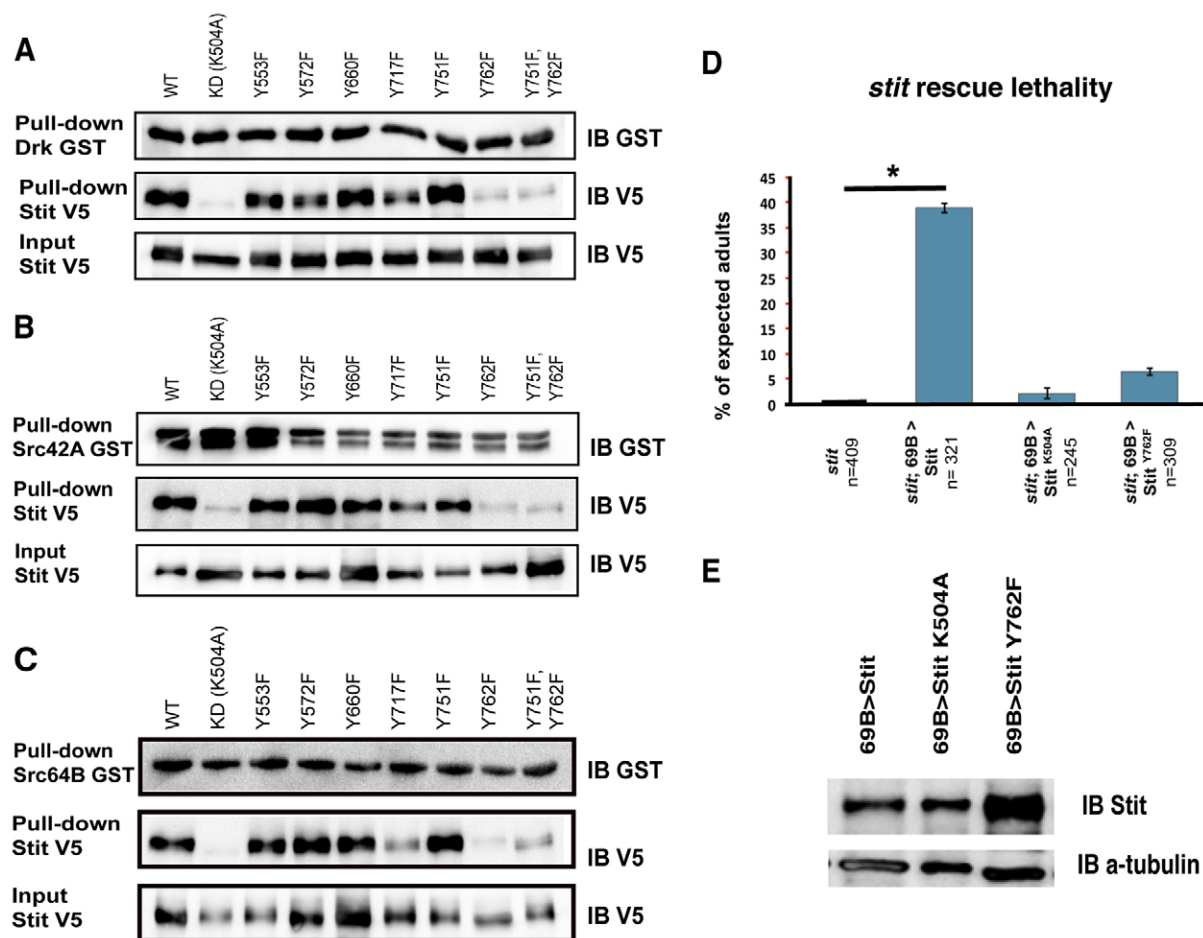 A
WT
KD (K504A)
Y553F
Y572F
Y660F
Y717F
Y751F
Y762F
Y751F,
Y762F
Pull-down
Drk GST
IB GST
Pull-down
Stit V5
IB V5
Input
Stit V5
IB V5
B
WT
KD (K504A)
Y553F
Y572F
Y660F
Y717F
Y751F
Y762F
Y751F,
Y762F
Pull-down
Src42A GST
IB GST
Pull-down
Stit V5
IB V5
Input
Stit V5
IB V5
C
WT
KD (K504A)
Y553F
Y572F
Y660F
Y717F
Y751F
Y762F
Y751F,
Y762F
Pull-down
Src64B GST
IB GST
Pull-down
Stit V5
IB V5
Input
Stit V5
IB V5
D
stit rescue lethality
*
% of expected adults
45
40
35
30
25
20
15
10
5
0
stit
n=409
stit; 69B >
Stit
n= 321
stit; 69B >
Stit K504A
n=245
stit; 69B >
Stit Y762F
n=309
E
69B>Stit
69B>Stit K504A
69B>Stit Y762F
IB Stit
IB a-tubulin